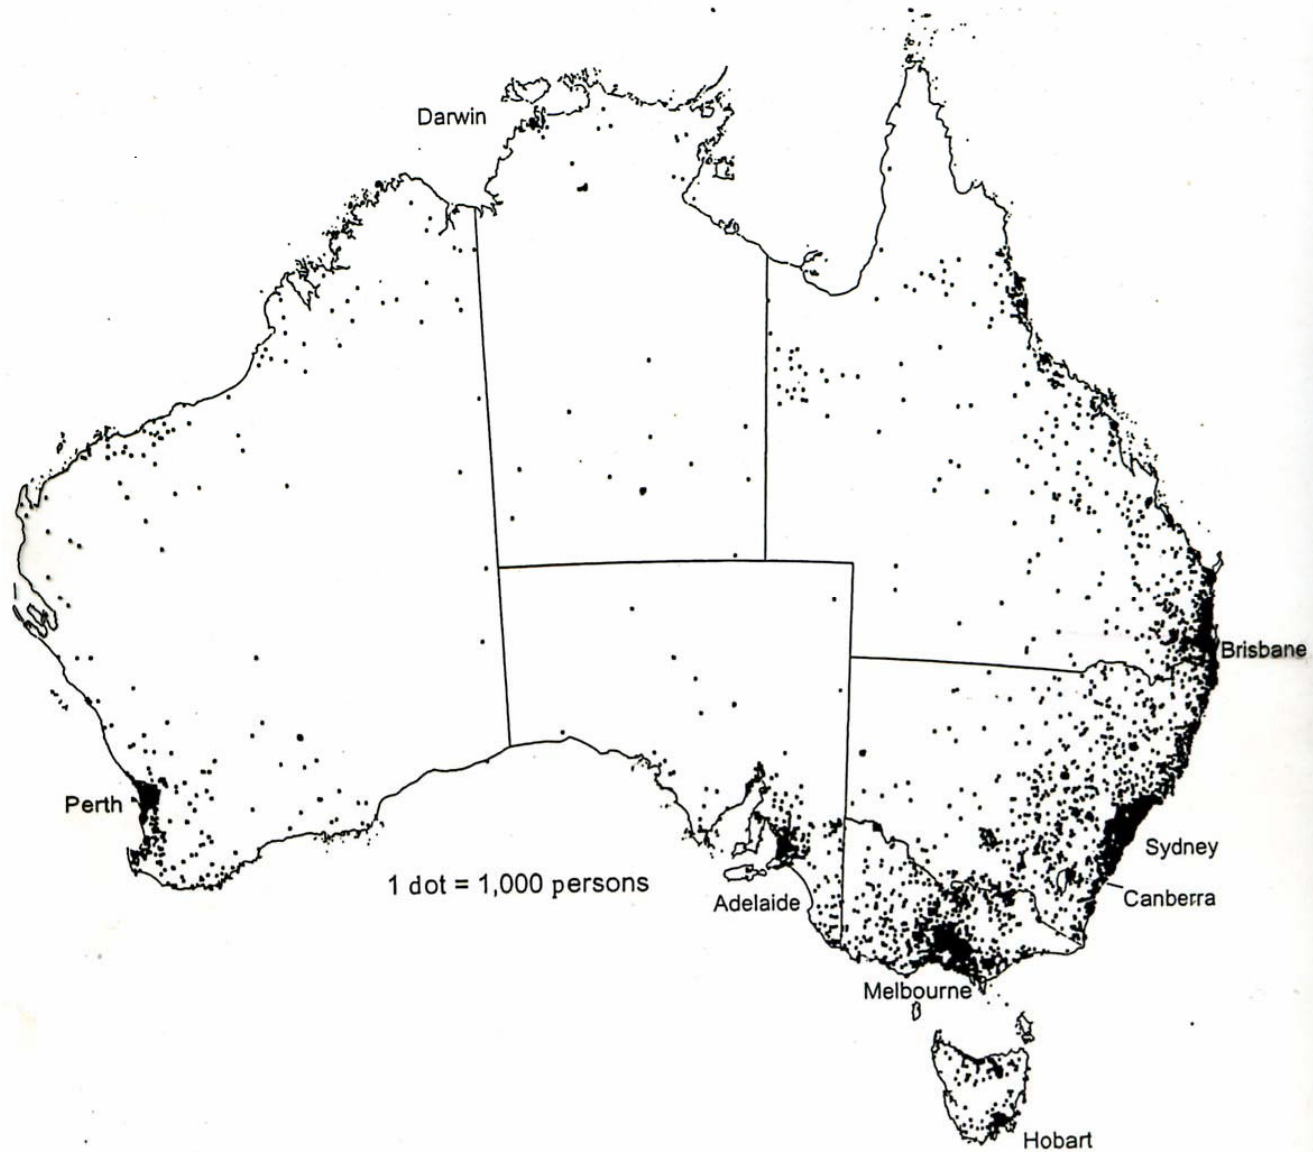 Darwin
Brisbane
Perth
Sydney
1 dot = 1,000 persons
Adelaide
Canberra
Melbourne
Hobart